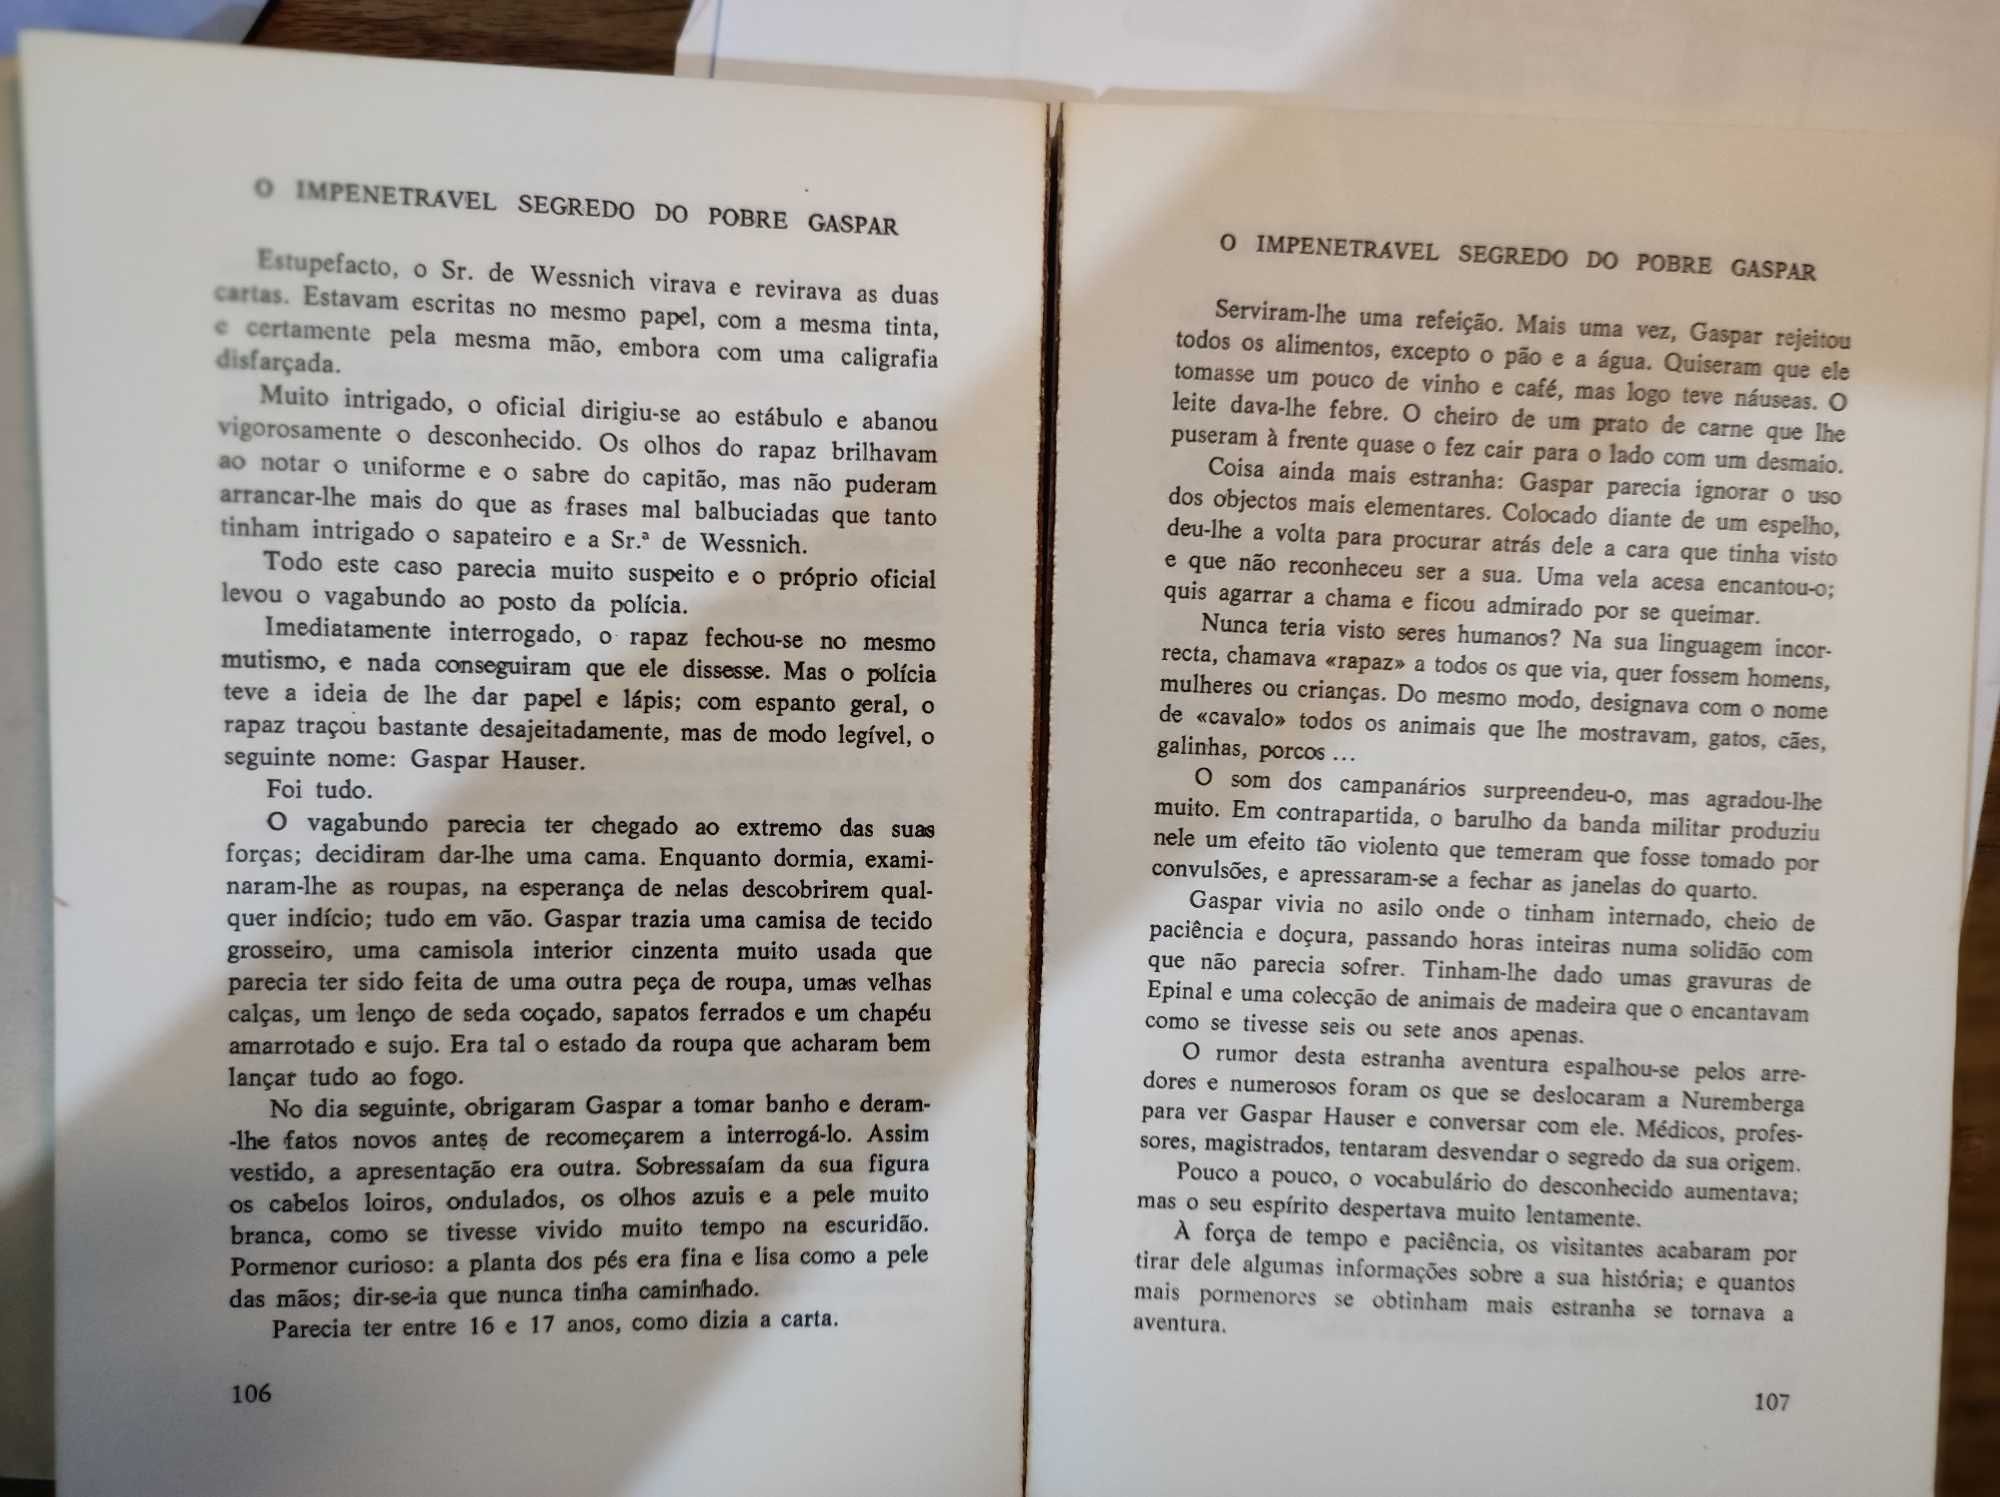 O IMPENETRÁVEL SEGREDO DO POBRE GASPAR
Estupefacto, o Sr. de Wessnich virava e revirava as duas
cartas. Estavam escritas no mesmo papel, com a mesma tinta,
e certamente pela mesma mão, embora com uma caligrafia
disfarçada.
Muito intrigado, o oficial dirigiu-se ao estábulo e abanou
vigorosamente o desconhecido. Os olhos do rapaz brilhavam
ao notar o uniforme e o sabre do capitão, mas não puderam
arrancar-lhe mais do que as frases mal balbuciadas que tanto
tinham intrigado o sapateiro e a Sr.ª de Wessnich.
Todo este caso parecia muito suspeito e o próprio oficial
levou o vagabundo ao posto da polícia.
Imediatamente interrogado, o rapaz fechou-se no mesmo
mutismo, e nada conseguiram que ele dissesse. Mas o polícia
teve a ideia de lhe dar papel e lápis; com espanto geral, o
rapaz traçou bastante desajeitadamente, mas de modo legível, o
seguinte nome: Gaspar Hauser.
Foi tudo.
O vagabundo parecia ter chegado ao extremo das suas
forças; decidiram dar-lhe uma cama. Enquanto dormia, exami-
naram-lhe as roupas, na esperança de nelas descobrirem qual-
quer indício; tudo em vão. Gaspar trazia uma camisa de tecido
grosseiro, uma camisola interior cinzenta muito usada que
parecia ter sido feita de uma outra peça de roupa, umas velhas
calças, um lenço de seda coçado, sapatos ferrados e um chapéu
amarrotado e sujo. Era tal o estado da roupa que acharam bem
lançar tudo ao fogo.
No dia seguinte, obrigaram Gaspar a tomar banho e deram-
-lhe fatos novos antes de recomeçarem a interrogá-lo. Assim
vestido, a apresentação era outra. Sobressaíam da sua figura
os cabelos loiros, ondulados, os olhos azuis e a pele muito
branca, como se tivesse vivido muito tempo na escuridão.
Pormenor curioso: a planta dos pés era fina e lisa como a pele
das mãos; dir-se-ia que nunca tinha caminhado.
Parecia ter entre 16 e 17 anos, como dizia a carta.
106
O IMPENETRÁVEL SEGREDO DO POBRE GASPAR
Serviram-lhe uma refeição. Mais uma vez, Gaspar rejeitou
todos os alimentos, excepto o pão e a água. Quiseram que ele
tomasse um pouco de vinho e café, mas logo teve náuseas. O
leite dava-lhe febre. O cheiro de um prato de carne que lhe
puseram à frente quase o fez cair para o lado com um desmaio.
Coisa ainda mais estranha: Gaspar parecia ignorar o uso
dos objectos mais elementares. Colocado diante de um espelho,
deu-lhe a volta para procurar atrás dele a cara que tinha visto
e que não reconheceu ser a sua. Uma vela acesa encantou-o;
quis agarrar a chama e ficou admirado por se queimar.
Nunca teria visto seres humanos? Na sua linguagem incor-
recta, chamava «rapaz» a todos os que via, quer fossem homens,
mulheres ou crianças. Do mesmo modo, designava com o nome
de «cavalo» todos os animais que lhe mostravam, gatos, cães,
galinhas, porcos ...
O som dos campanários surpreendeu-o, mas agradou-lhe
muito. Em contrapartida, o barulho da banda militar produziu
nele um efeito tão violento que temeram que fosse tomado por
convulsões, e apressaram-se a fechar as janelas do quarto.
Gaspar vivia no asilo onde o tinham internado, cheio de
paciência e doçura, passando horas inteiras numa solidão com
que não parecia sofrer. Tinham-lhe dado umas gravuras de
Epinal e uma colecção de animais de madeira que o encantavam
como se tivesse seis ou sete anos apenas.
O rumor desta estranha aventura espalhou-se pelos arre-
dores e numerosos foram os que se deslocaram a Nuremberga
para ver Gaspar Hauser e conversar com ele. Médicos, profes-
sores, magistrados, tentaram desvendar o segredo da sua origem.
Pouco a pouco, o vocabulário do desconhecido aumentava;
mas o seu espírito despertava muito lentamente.
À força de tempo e paciência, os visitantes acabaram por
tirar dele algumas informações sobre a sua história; e quantos
mais pormenores se obtinham mais estranha se tornava a
aventura.
107